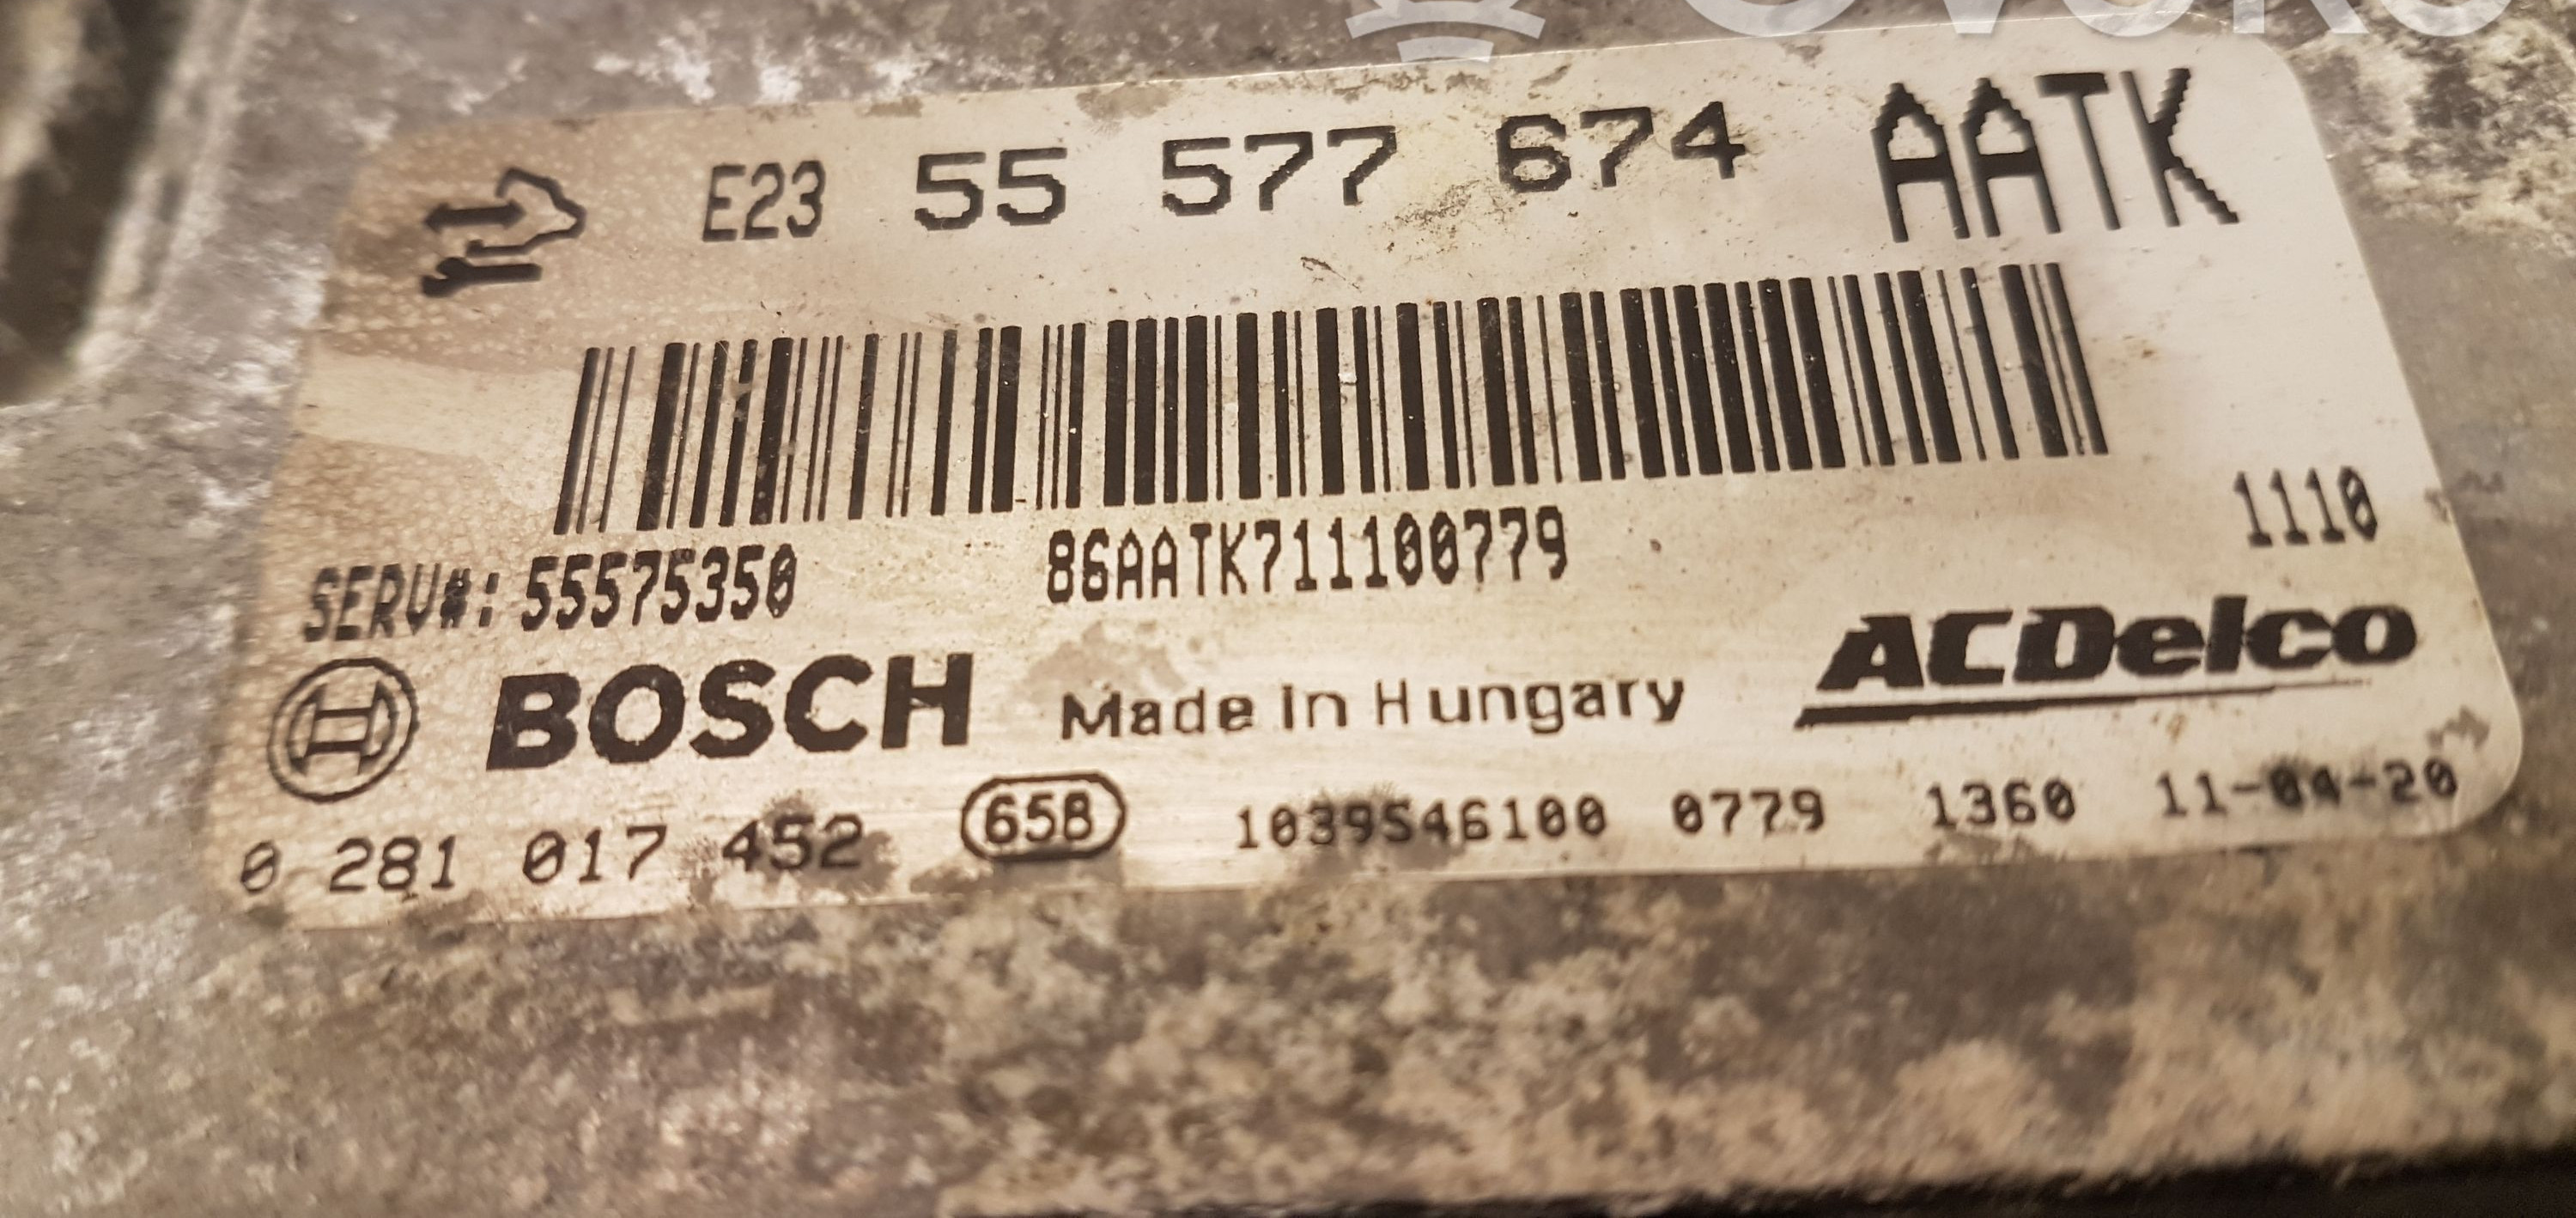 E23 55 577 674 AATK
1110
SERV#: 55575350 86AATK711100779
BOSCH Made in Hungary ACDelco
0 281 017 452 65B 1039S46100 0779 1360 11-04-20